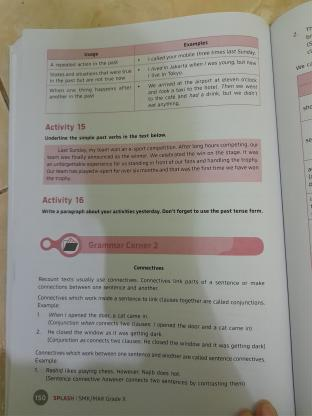 Usage
Examples
A repeated action in the past
• I called your mobile three times last Sunday.
States and situations that were true in the past but are not true now
• I lived in Jakarta when I was young, but now I live in Tokyo.
When one thing happens after another in the past
• We arrived at the airport at eleven o'clock and took a taxi to the hotel. Then we went to the cafe and had a drink, but we didn't eat anything.
Activity 15
Underline the simple past verbs in the text below.
Last Sunday, my team won an e-sport competition. After long hours competing, our
team was finally announced as the winner. We celebrated the win on the stage. It was
an unforgettable experience for us standing in front of our fans and handling the trophy.
Our team has played e-sport for over six months and that was the first time we have won
the trophy.
Activity 16
Write a paragraph about your activities yesterday. Don't forget to use the past tense form.
Grammar Corner 2
Connectives
Recount texts usually use connectives. Connectives link parts of a sentence or make
connections between one sentence and another.
Connectives which work inside a sentence to link clauses together are called conjunctions.
Example:
1. When I opened the door, a cat came in.
(Conjunction when connects two clauses: I opened the door and a cat came in)
2. He closed the window as it was getting dark.
(Conjunction as connects two clauses: He closed the window and it was getting dark)
Connectives which work between one sentence and another are called sentence connectives.
Example:
1. Rashid likes playing chess. However, Najib does not.
(Sentence connective however connects two sentences by contrasting them)
150 SPLASH : SMK/MAK Grade X
2.
We c